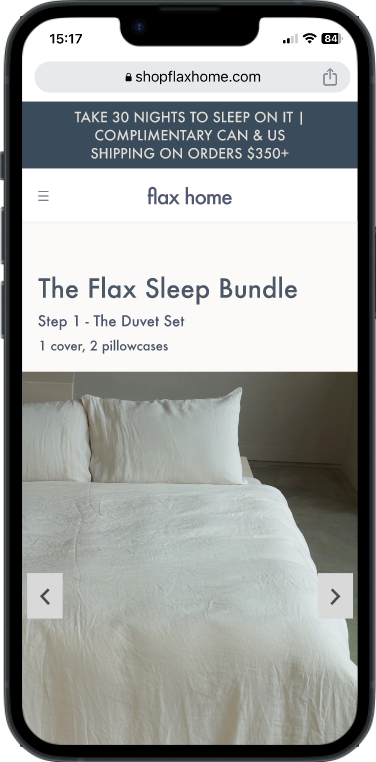 15:17
84
shopflaxhome.com
TAKE 30 NIGHTS TO SLEEP ON IT |
COMPLIMENTARY CAN & US
SHIPPING ON ORDERS $350+
flax home
The Flax Sleep Bundle
Step 1 - The Duvet Set
1 cover, 2 pillowcases